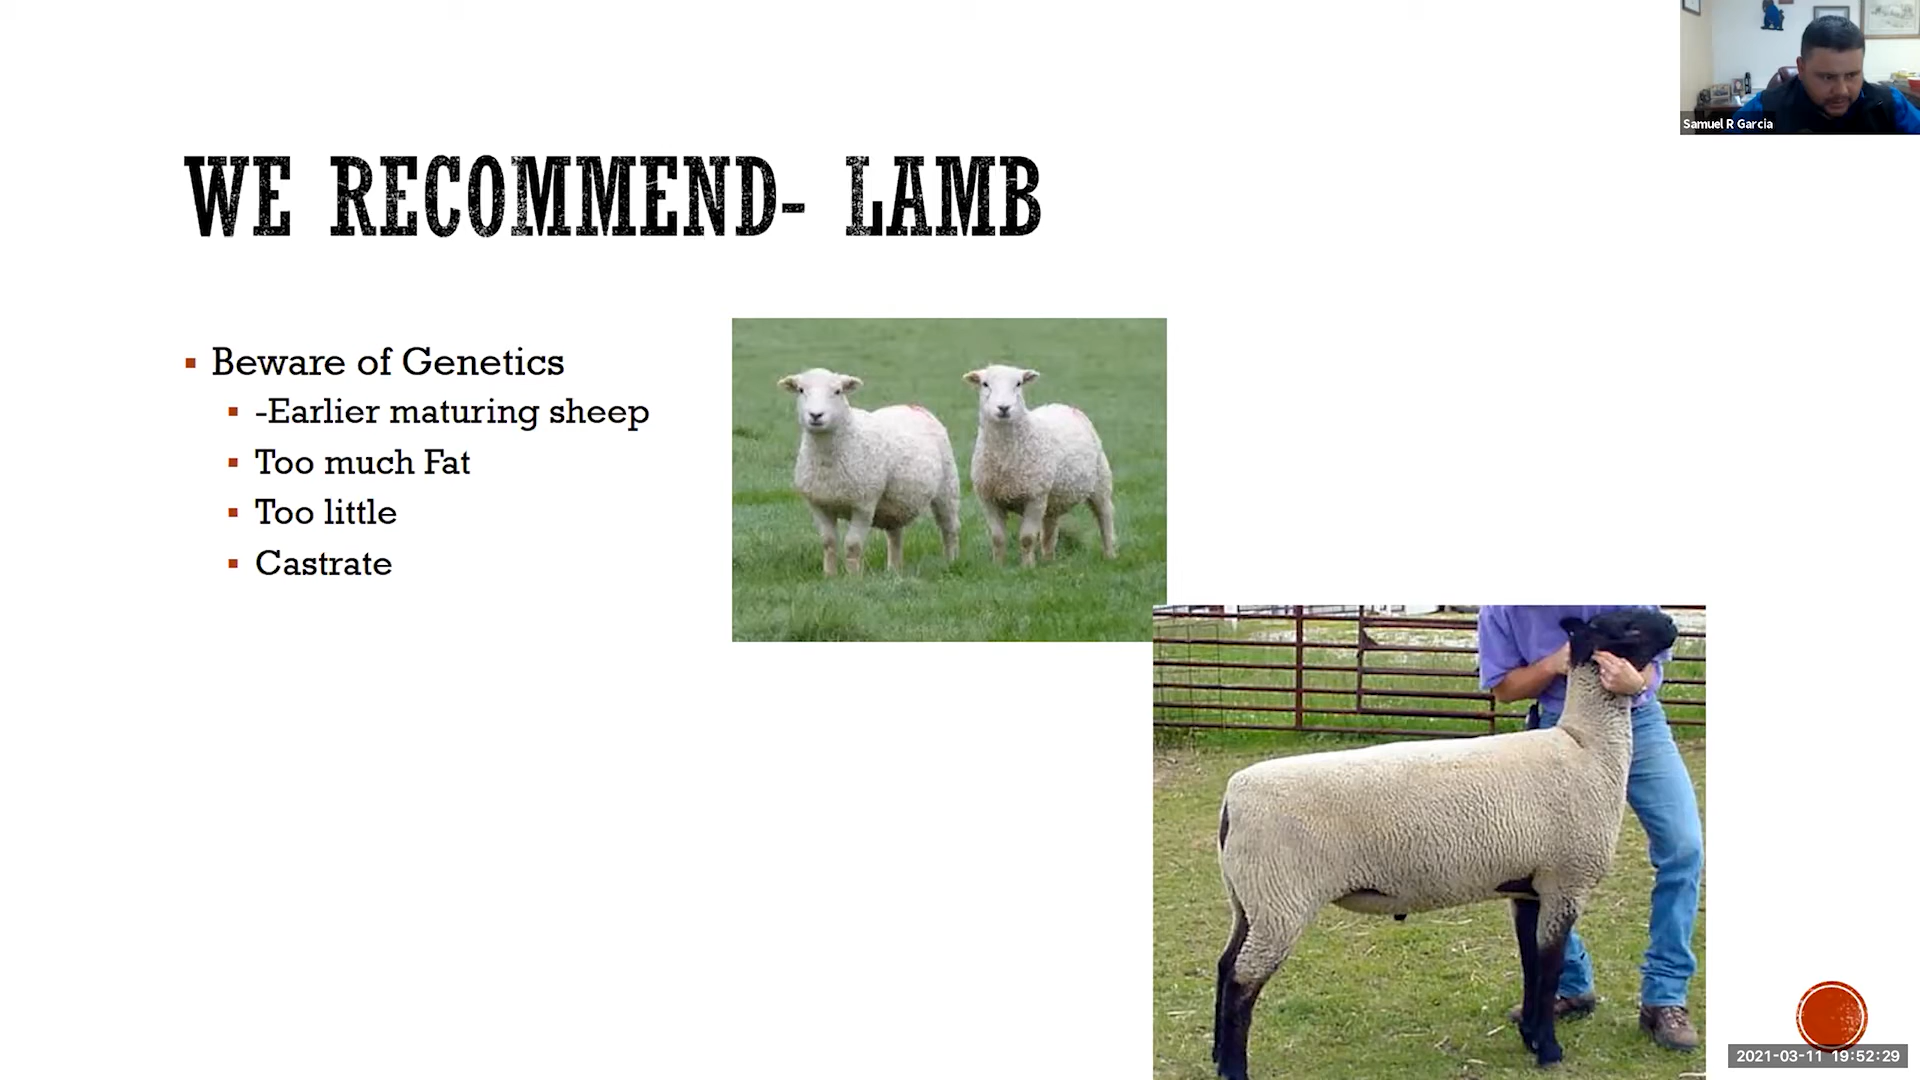 Samuel R Garcia
WE RECOMMEND- LAMB
Beware of Genetics
-Earlier maturing sheep
Too much Fat
Too little
Castrate
2021-03-11 19:52:29